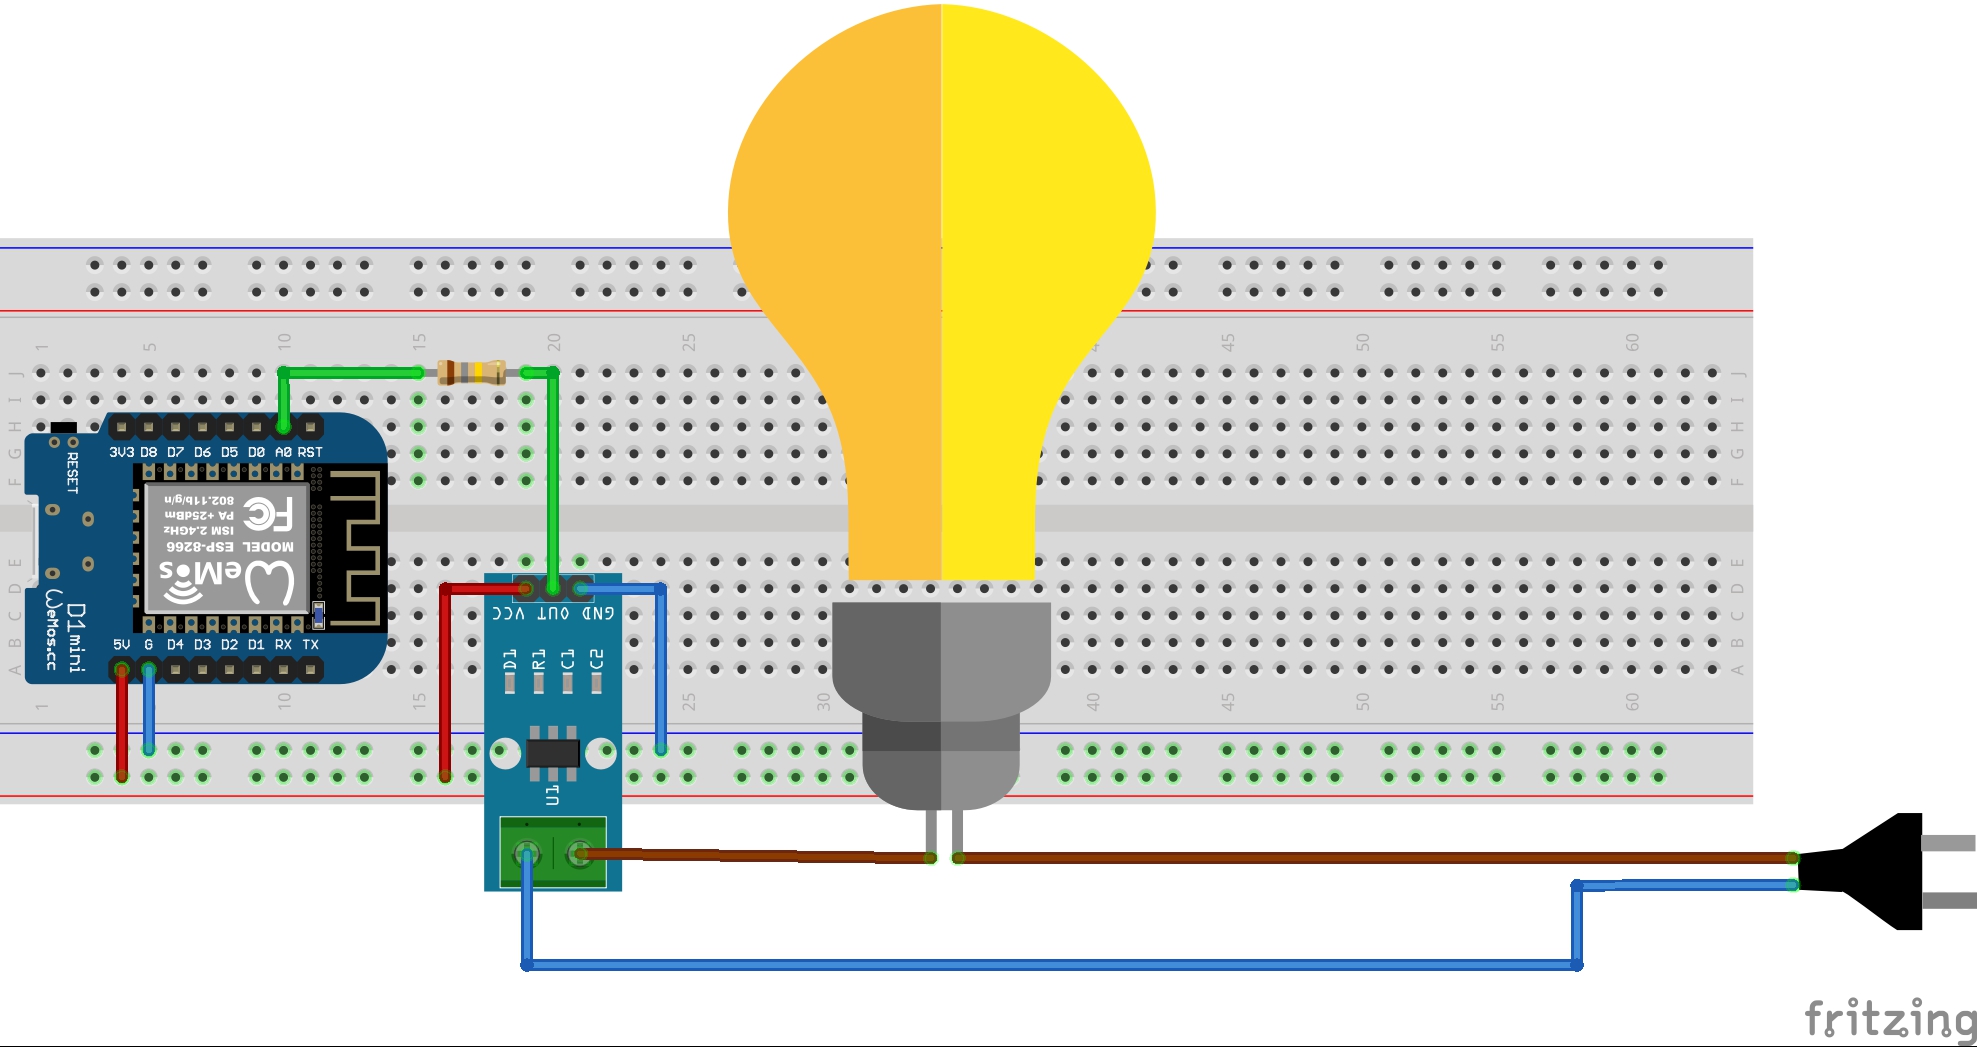 1 5 10 15 20 25 45 50 55 60
J J
I I
H H
G G
F F
3V3 D8 D7 D6 D5 D0 A0 RST
RESET
802.11b/g/n
PA +25dBm
ISM 2.4GHz
MODEL ESP-8266
FC
WeMos
D1 mini
WeMos.cc
5V G D4 D3 D2 D1 RX TX
E E
D D
C C
B B
A A
VCC OUT GND
D1 R1 C1 C2
U1
1 10 15 25 30 40 45 50 55 60
fritzing